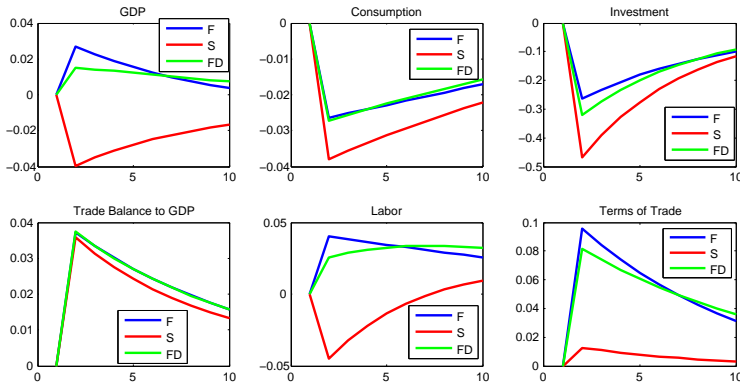 GDP
0.04
0.02
0
−0.02
−0.04
0
5
10
F
S
FD
Consumption
0
−0.01
−0.02
−0.03
−0.04
0
5
10
F
S
FD
Investment
0
−0.1
−0.2
−0.3
−0.4
−0.5
0
5
10
F
S
FD
Trade Balance to GDP
0.04
0.03
0.02
0.01
0
0
5
10
F
S
FD
Labor
0.05
0
−0.05
0
5
10
F
S
FD
Terms of Trade
0.1
0.08
0.06
0.04
0.02
0
0
5
10
F
S
FD